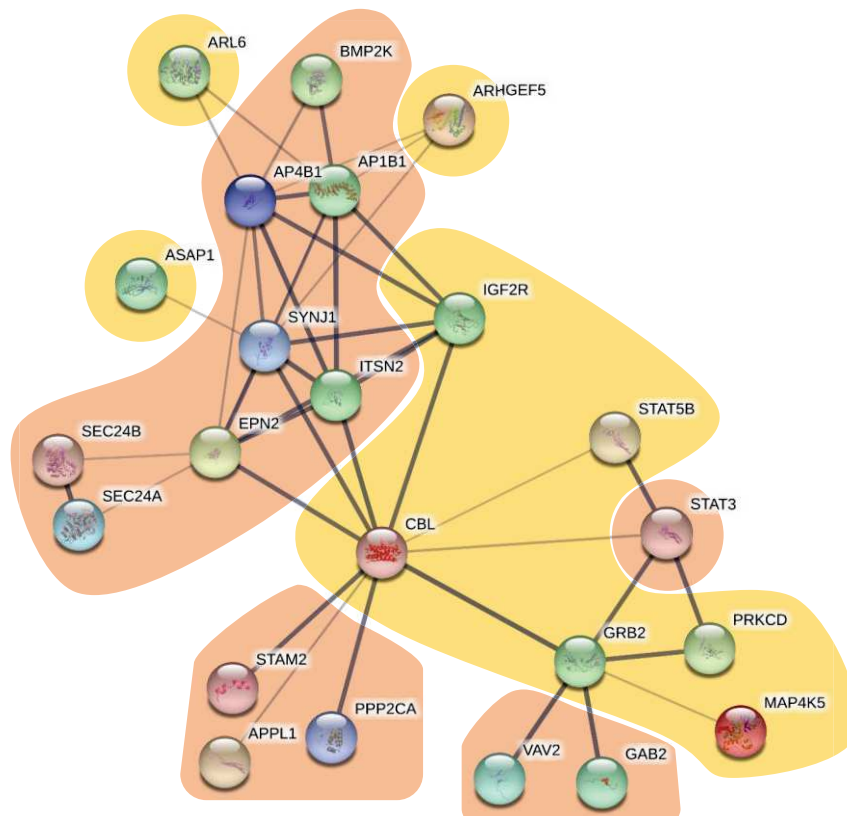 ARL6
BMP2K
ARHGEF5
AP4B1
AP1B1
ASAP1
IGF2R
SYNJ1
ITSN2
STAT5B
EPN2
SEC24B
SEC24A
STAT3
CBL
PRKCD
GRB2
STAM2
MAP4K5
PPP2CA
APPL1
VAV2
GAB2